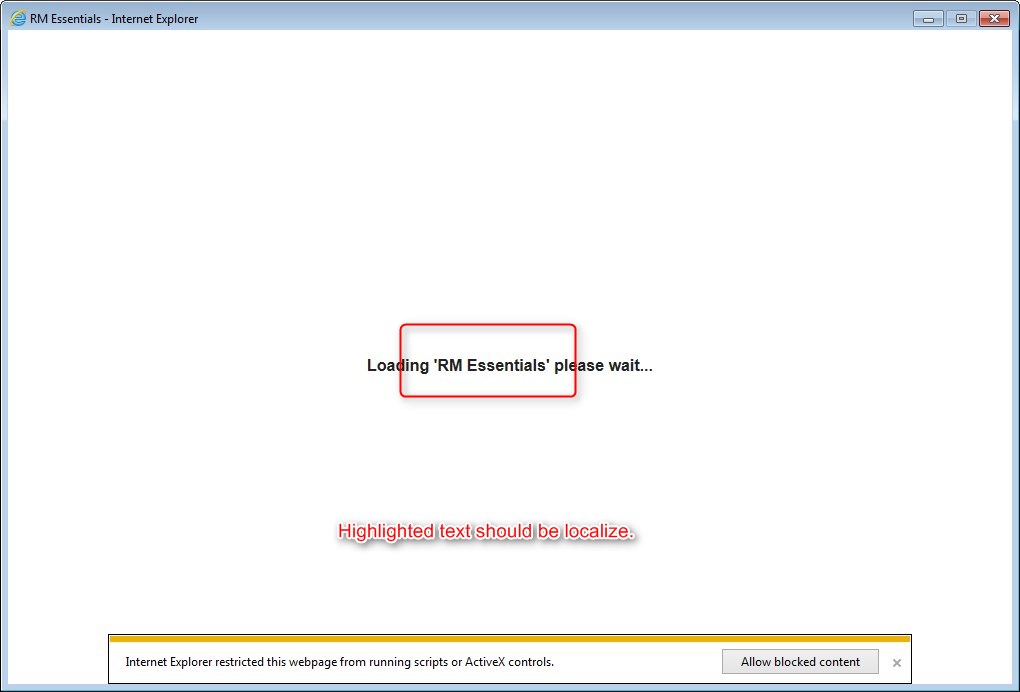 RM Essentials - Internet Explorer
Loading 'RM Essentials' please wait...
Highlighted text should be localize.
Internet Explorer restricted this webpage from running scripts or ActiveX controls.
Allow blocked content